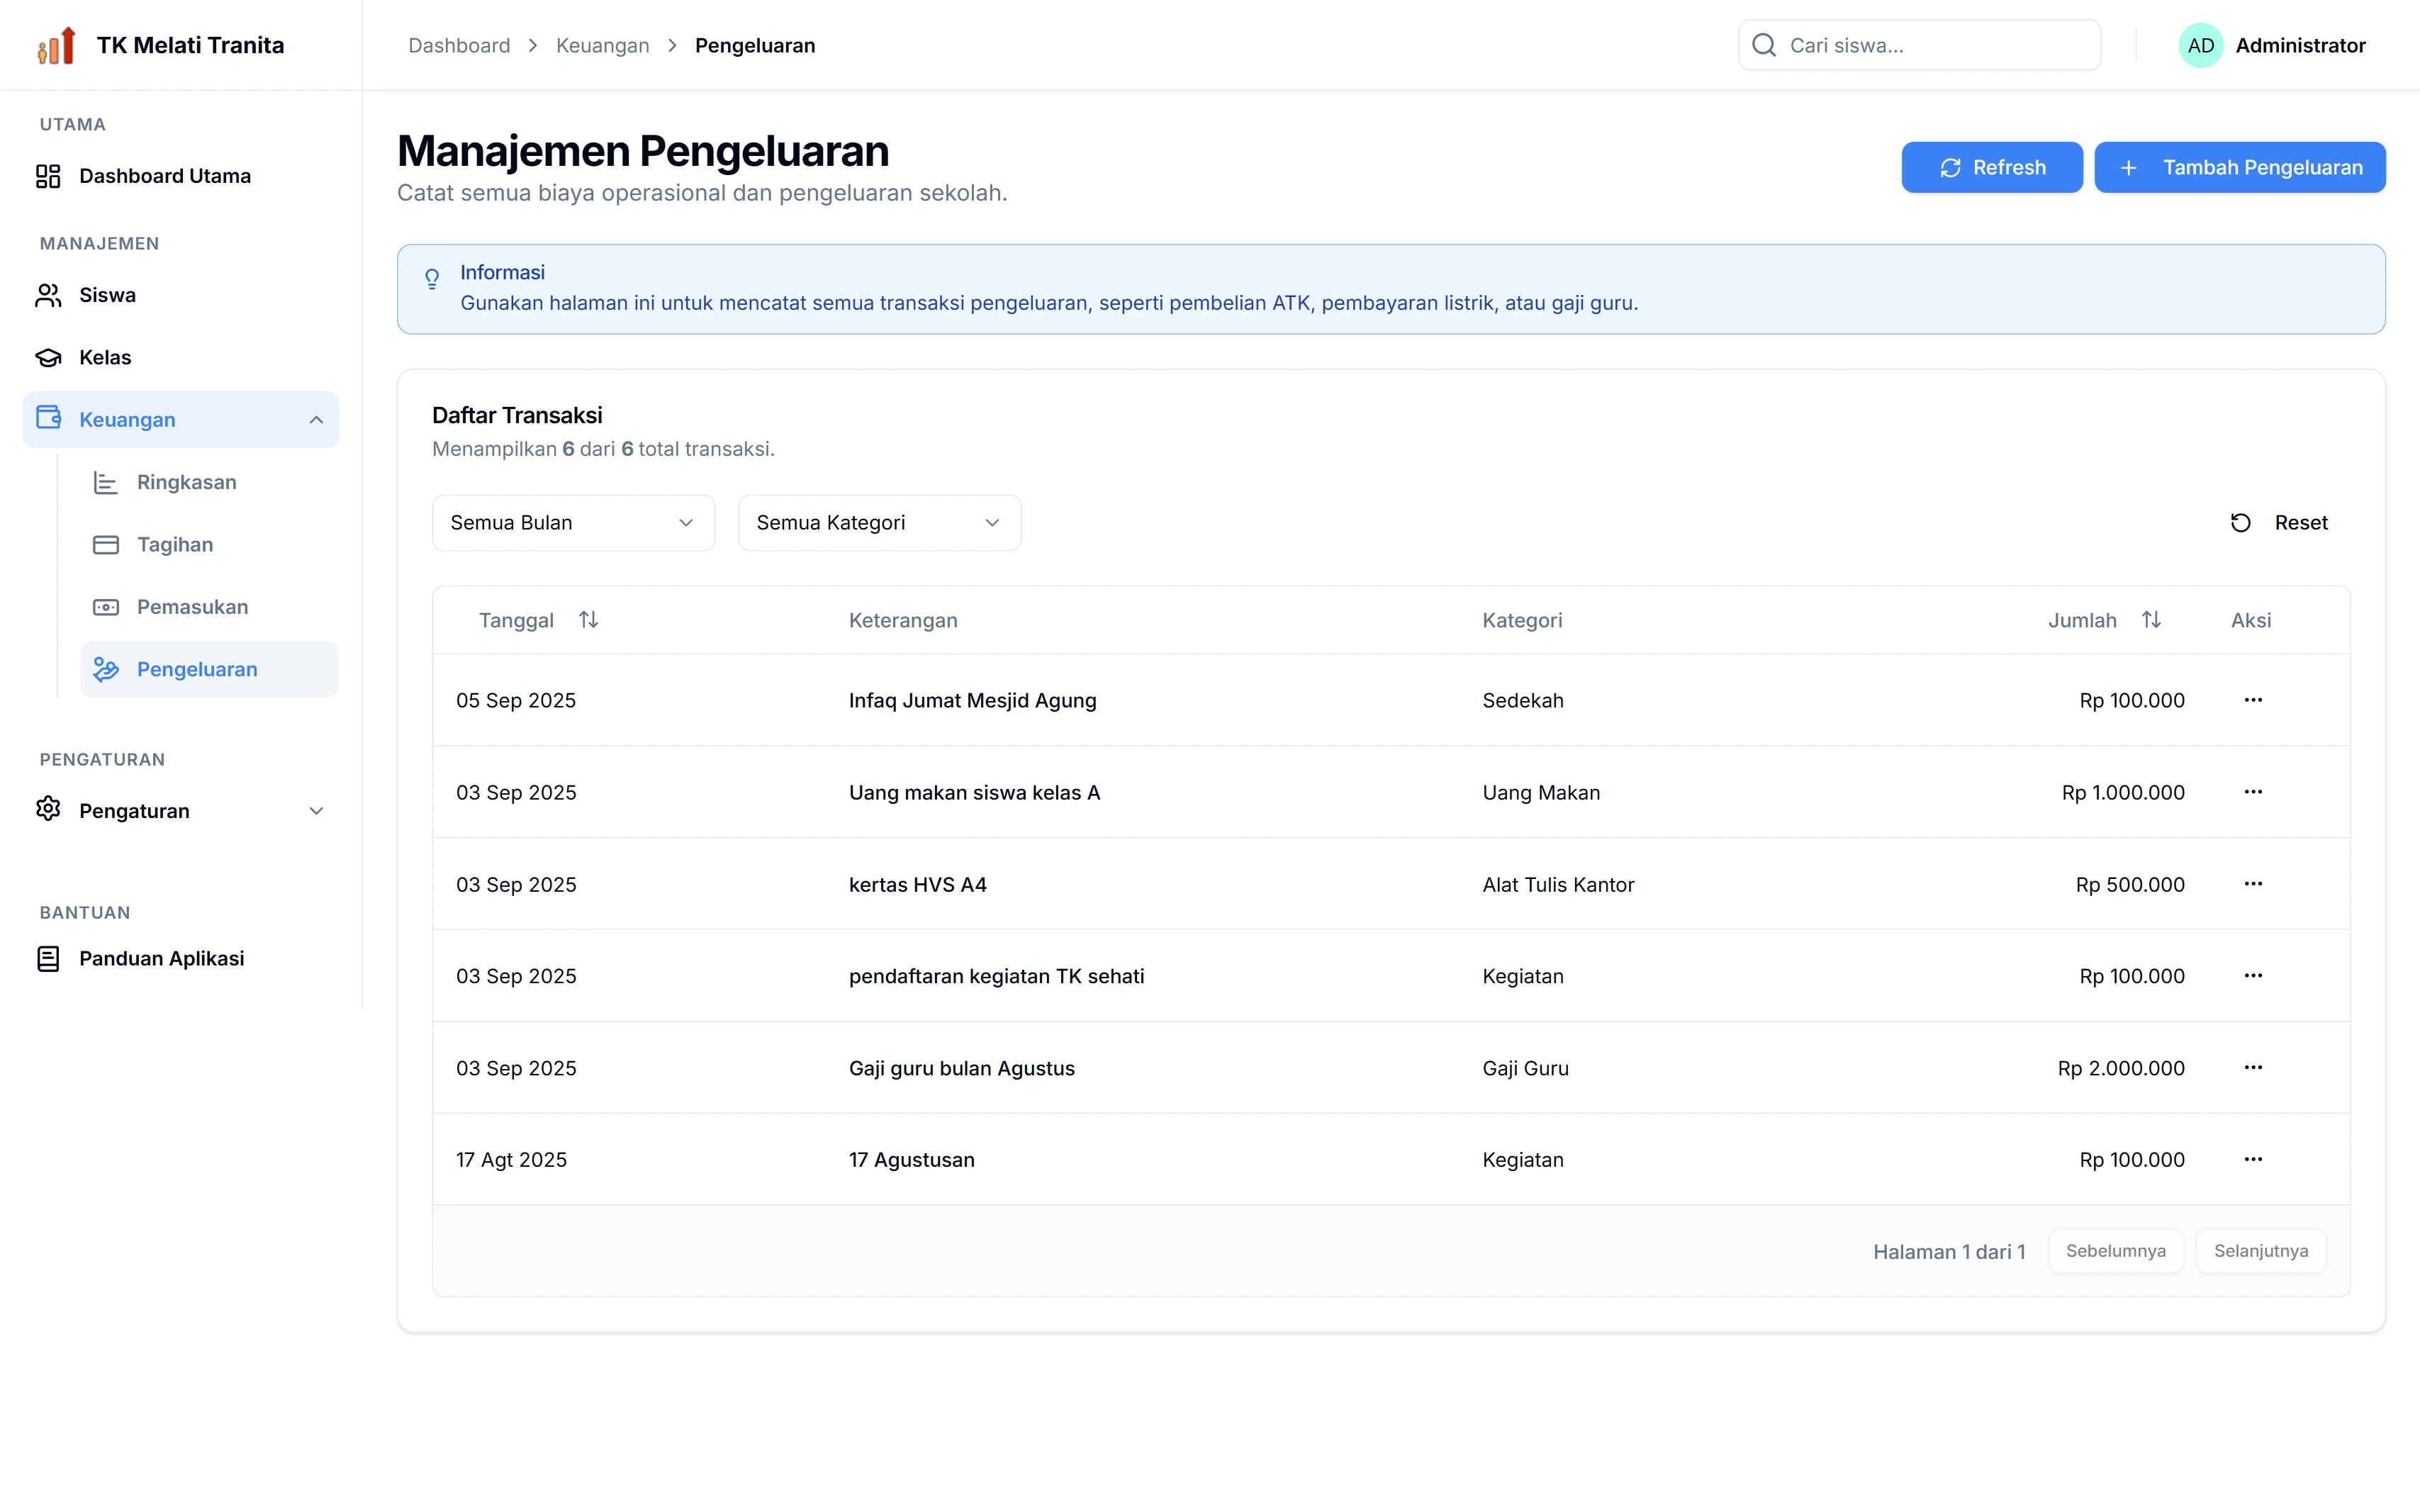 TK Melati Tranita
Dashboard > Keuangan > Pengeluaran
Cari siswa...
AD Administrator
UTAMA
Dashboard Utama
MANAJEMEN
Siswa
Kelas
Keuangan
Ringkasan
Tagihan
Pemasukan
Pengeluaran
PENGATURAN
Pengaturan
BANTUAN
Panduan Aplikasi
Manajemen Pengeluaran
Catat semua biaya operasional dan pengeluaran sekolah.
Refresh
Tambah Pengeluaran
Informasi
Gunakan halaman ini untuk mencatat semua transaksi pengeluaran, seperti pembelian ATK, pembayaran listrik, atau gaji guru.
Daftar Transaksi
Menampilkan 6 dari 6 total transaksi.
Semua Bulan
Semua Kategori
Reset
Tanggal Keterangan Kategori Jumlah Aksi
05 Sep 2025 Infaq Jumat Mesjid Agung Sedekah Rp 100.000
03 Sep 2025 Uang makan siswa kelas A Uang Makan Rp 1.000.000
03 Sep 2025 kertas HVS A4 Alat Tulis Kantor Rp 500.000
03 Sep 2025 pendaftaran kegiatan TK sehati Kegiatan Rp 100.000
03 Sep 2025 Gaji guru bulan Agustus Gaji Guru Rp 2.000.000
17 Agt 2025 17 Agustusan Kegiatan Rp 100.000
Halaman 1 dari 1 Sebelumnya Selanjutnya